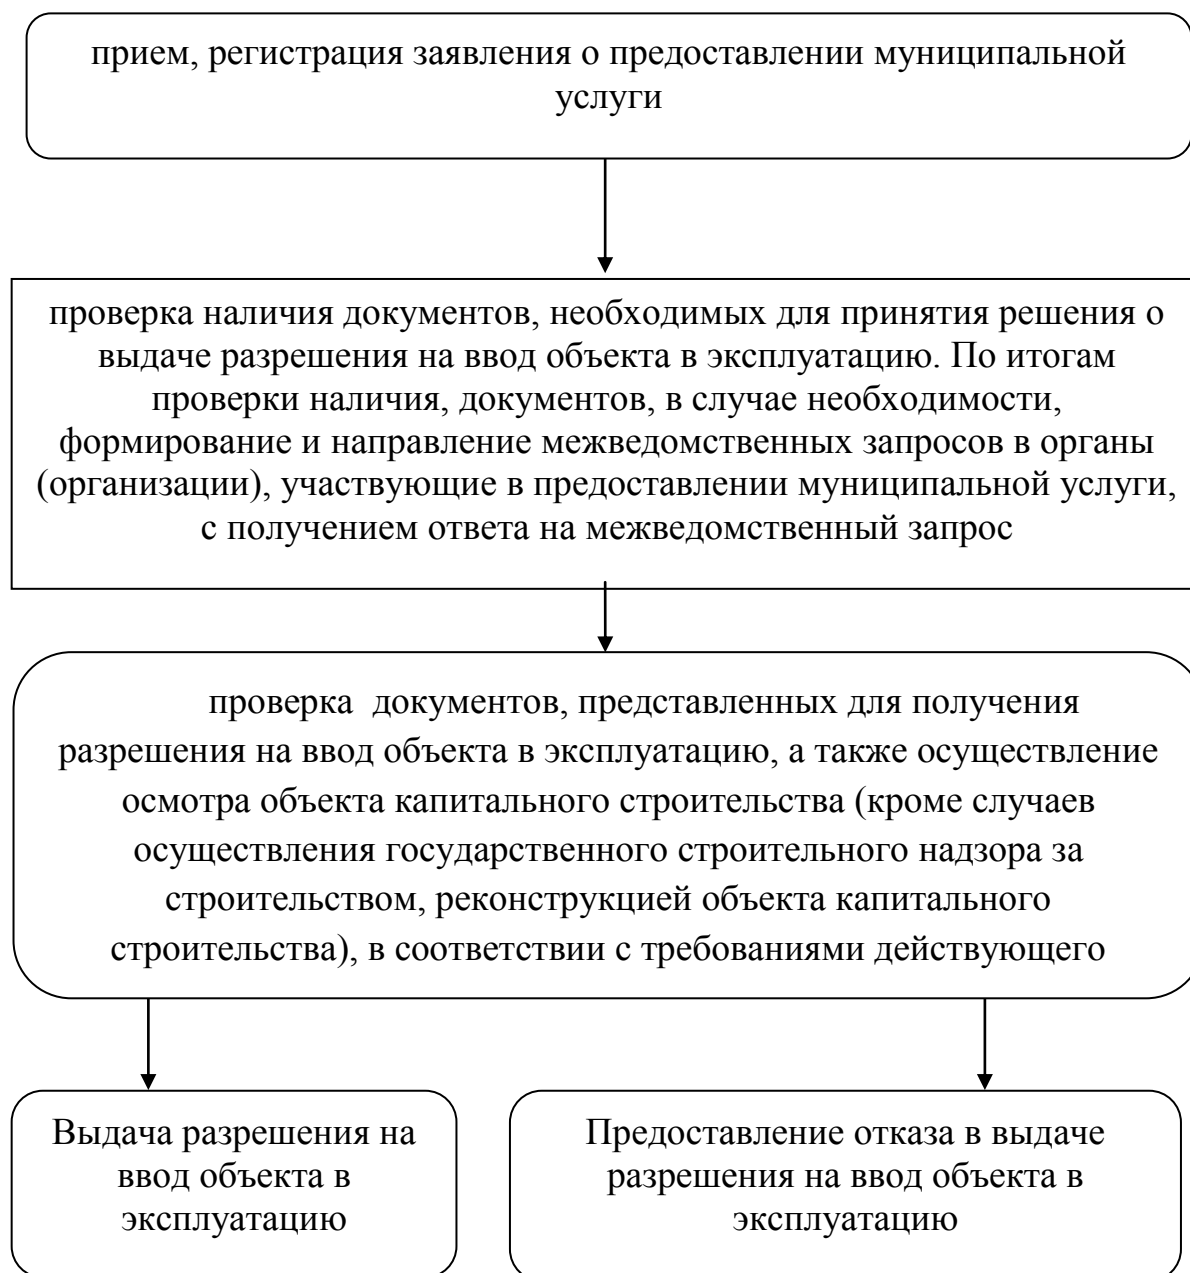 прием, регистрация заявления о предоставлении муниципальной
услуги
проверка наличия документов, необходимых для принятия решения о
выдаче разрешения на ввод объекта в эксплуатацию. По итогам
проверки наличия, документов, в случае необходимости,
формирование и направление межведомственных запросов в органы
(организации), участвующие в предоставлении муниципальной услуги,
с получением ответа на межведомственный запрос
проверка  документов, представленных для получения
разрешения на ввод объекта в эксплуатацию, а также осуществление
осмотра объекта капитального строительства (кроме случаев
осуществления государственного строительного надзора за
строительством, реконструкцией объекта капитального
строительства), в соответствии с требованиями действующего
Выдача разрешения на
ввод объекта в
эксплуатацию
Предоставление отказа в выдаче
разрешения на ввод объекта в
эксплуатацию